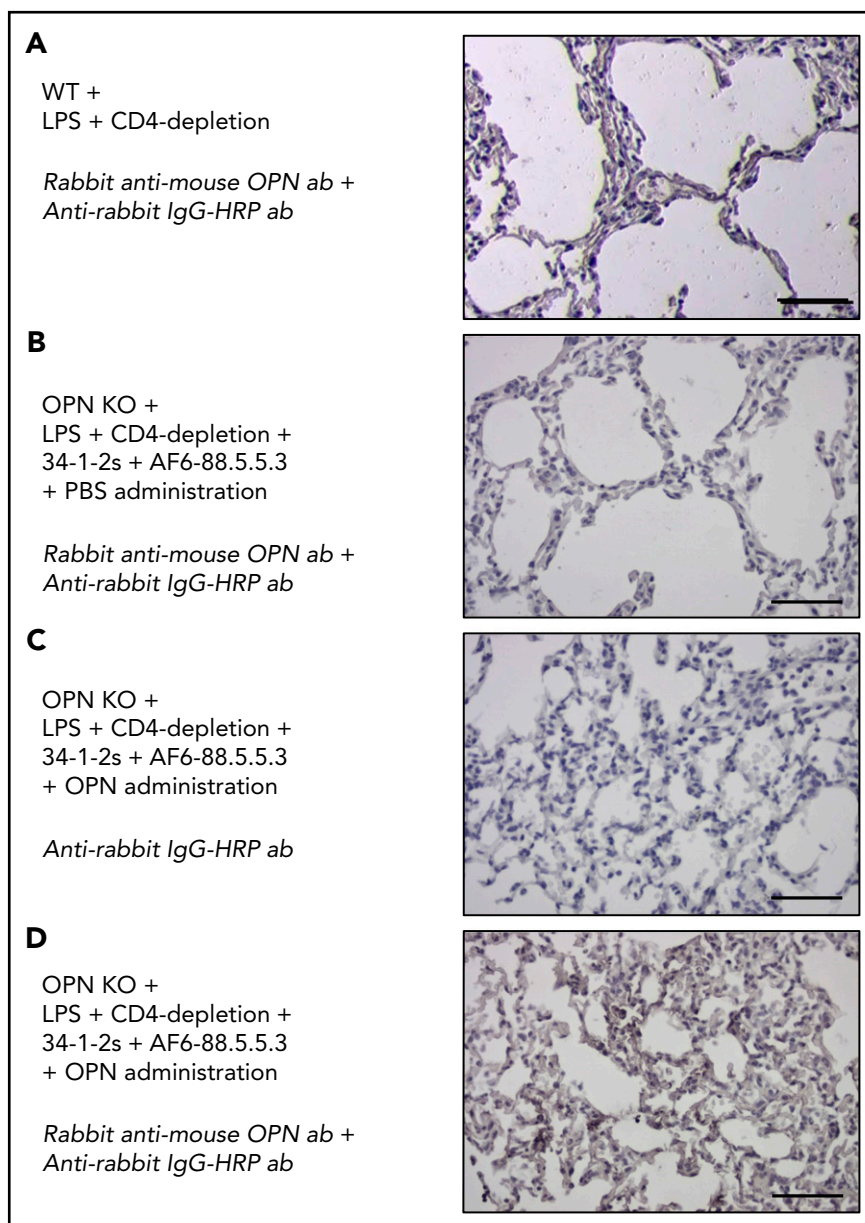 A
WT +
LPS + CD4-depletion
Rabbit anti-mouse OPN ab +
Anti-rabbit IgG-HRP ab
B
OPN KO +
LPS + CD4-depletion +
34-1-2s + AF6-88.5.5.3
+ PBS administration
Rabbit anti-mouse OPN ab +
Anti-rabbit IgG-HRP ab
C
OPN KO +
LPS + CD4-depletion +
34-1-2s + AF6-88.5.5.3
+ OPN administration
Anti-rabbit IgG-HRP ab
D
OPN KO +
LPS + CD4-depletion +
34-1-2s + AF6-88.5.5.3
+ OPN administration
Rabbit anti-mouse OPN ab +
Anti-rabbit IgG-HRP ab